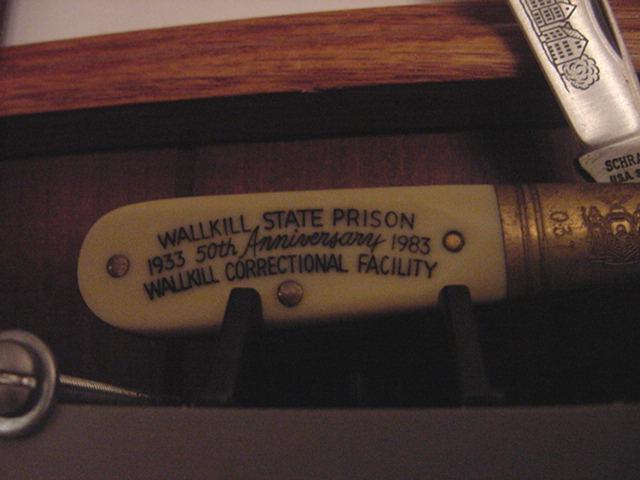 WALLKILL STATE PRISON
1933 50th Anniversary 1983
WALLKILL CORRECTIONAL FACILITY